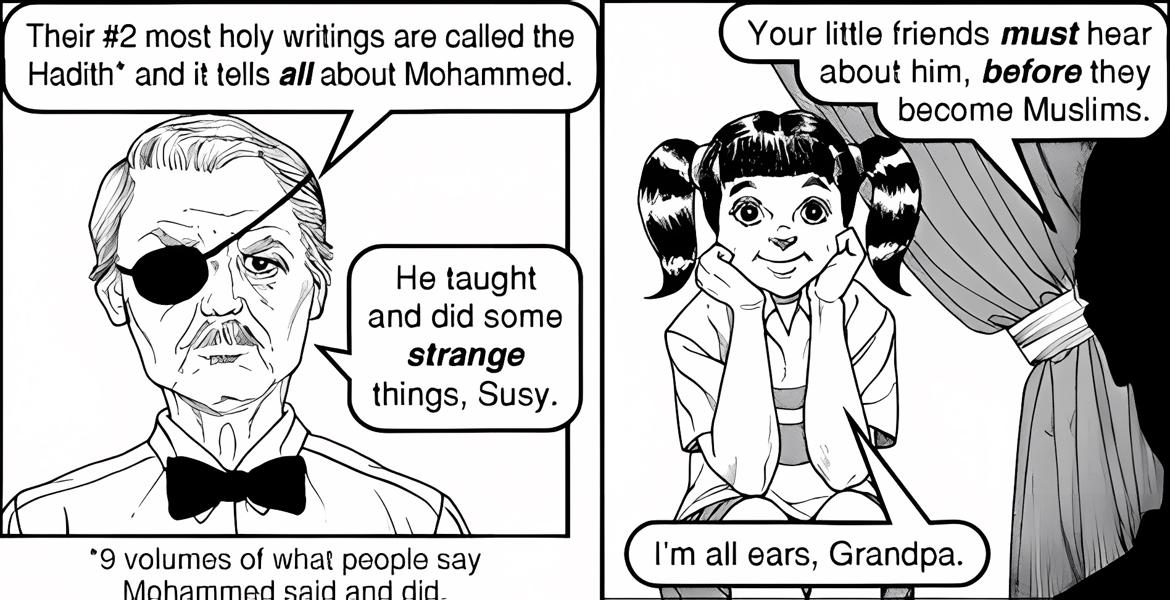 Their #2 most holy writings are called the
Hadith* and it tells all about Mohammed.
He taught
and did some
strange
things, Susy.
*9 volumes of what people say
Mohammed said and did.
Your little friends must hear
about him, before they
become Muslims.
I'm all ears, Grandpa.